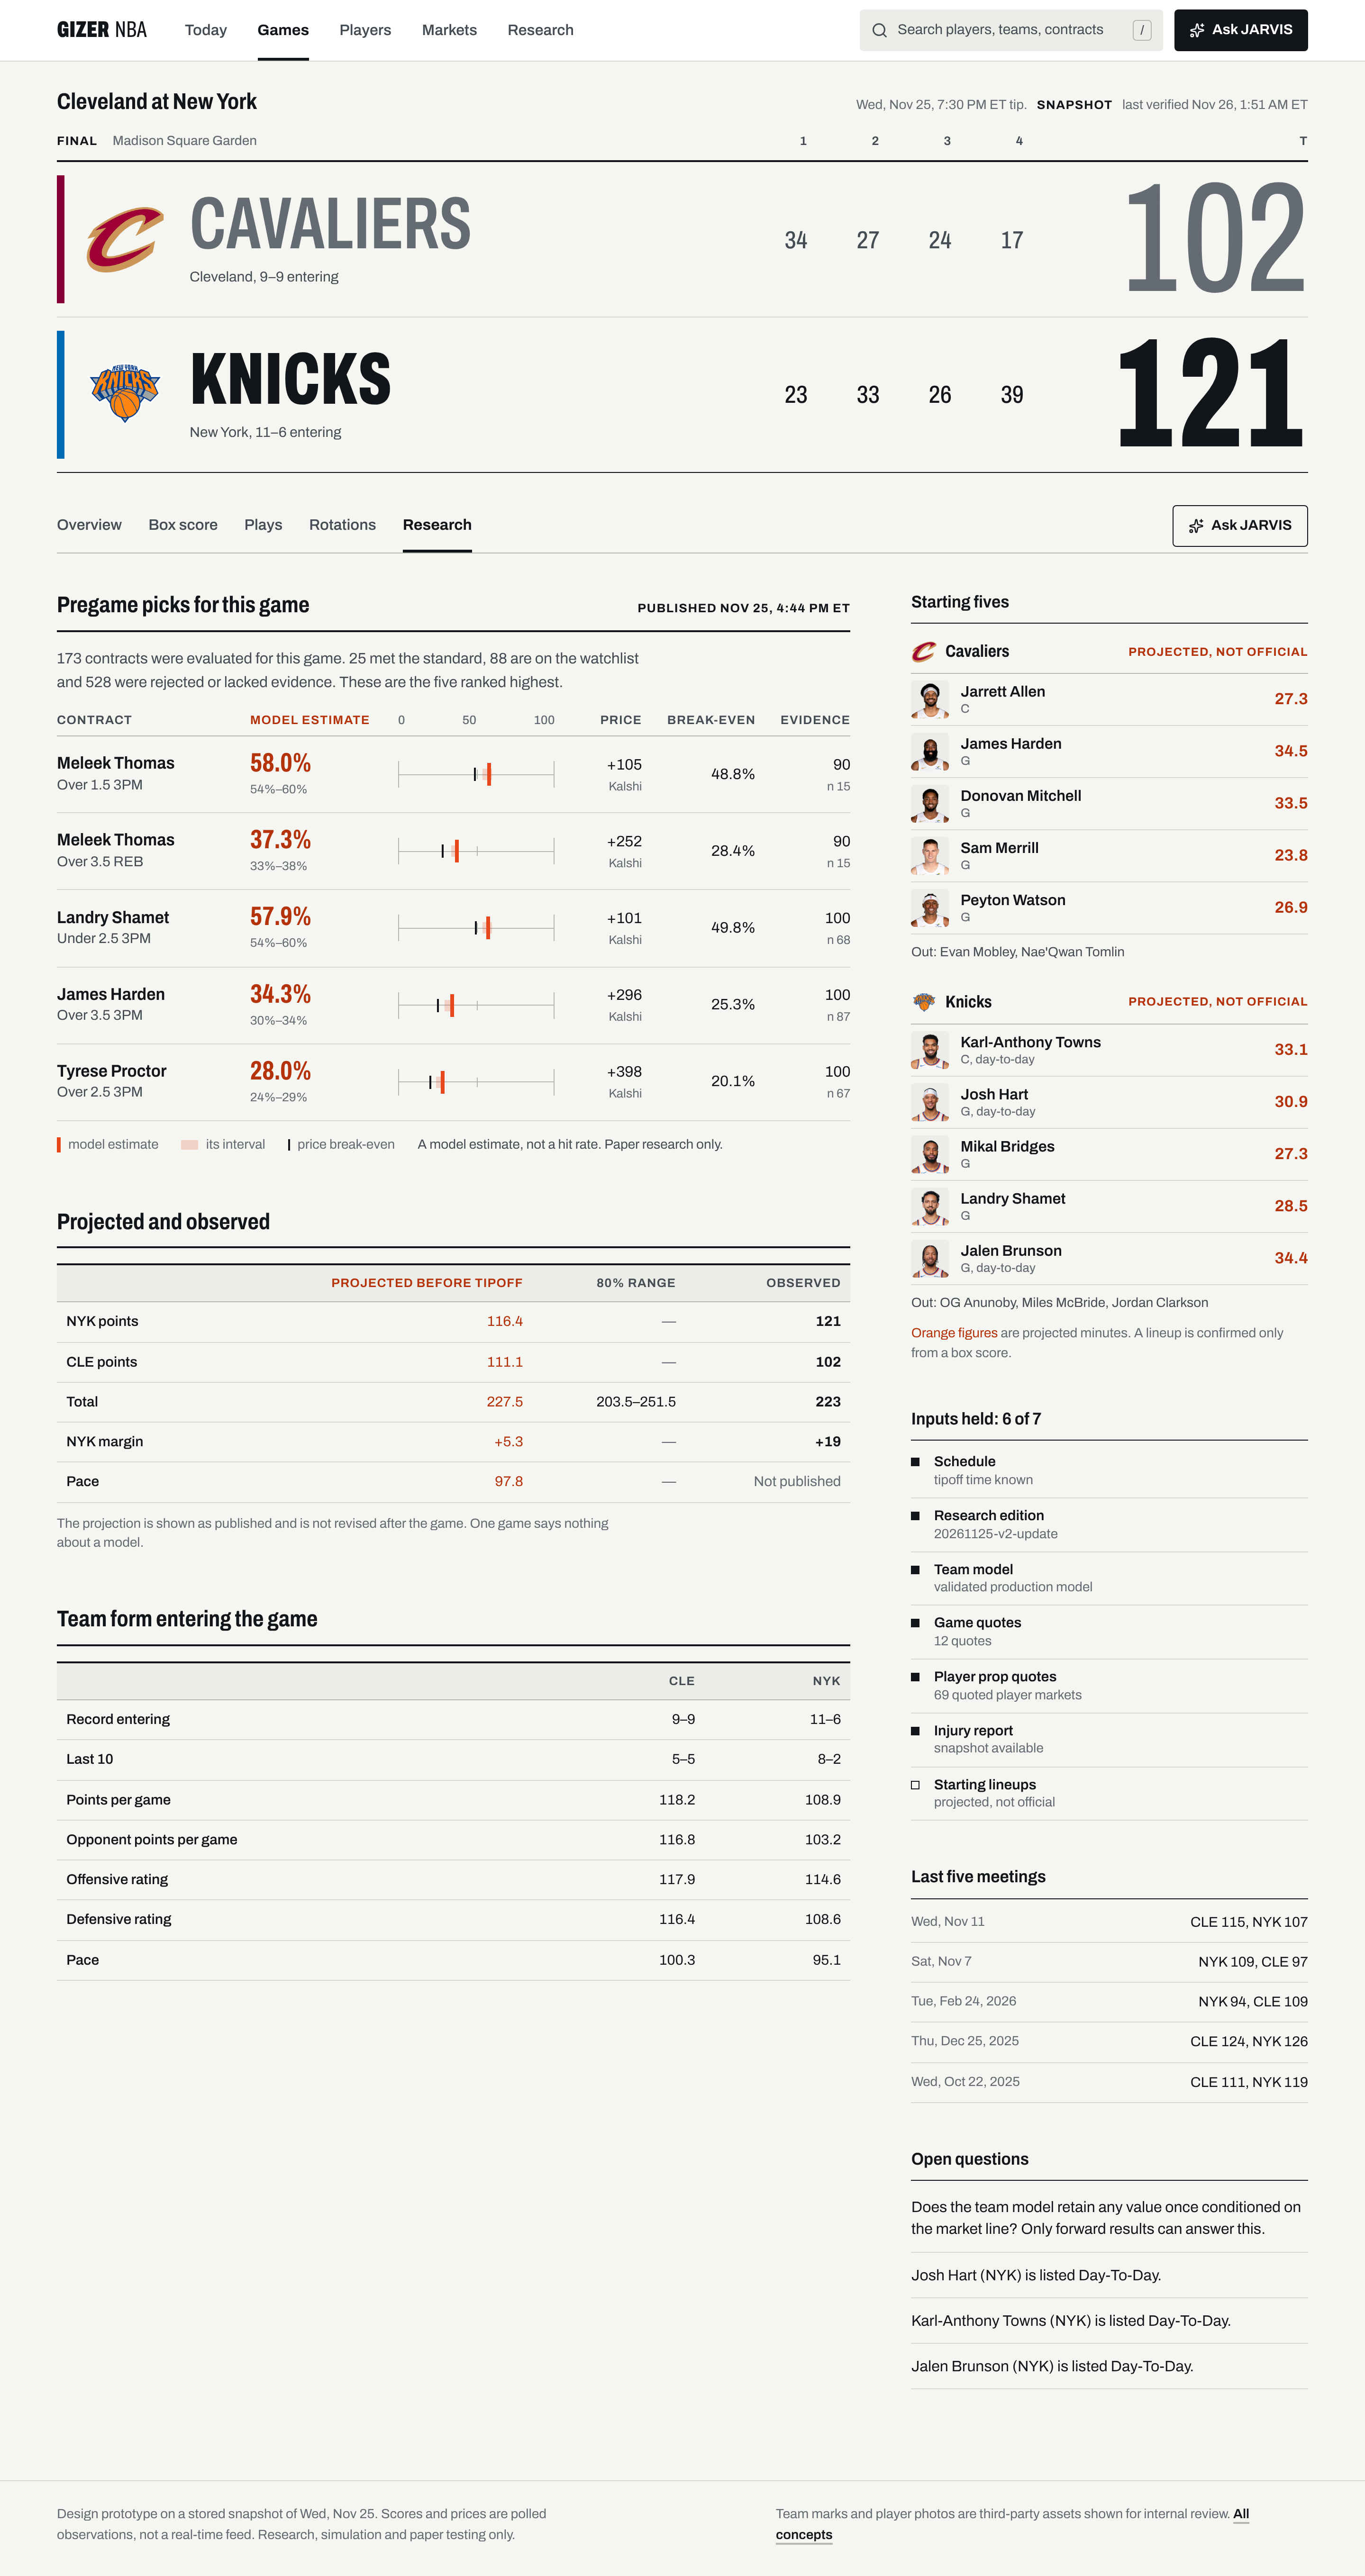 GIZER NBA
Today Games Players Markets Research
Search players, teams, contracts /
Ask JARVIS
Cleveland at New York
Wed, Nov 25, 7:30 PM ET tip. SNAPSHOT last verified Nov 26, 1:51 AM ET
FINAL Madison Square Garden 1 2 3 4 T
CAVALIERS
Cleveland, 9–9 entering
34 27 24 17 102
NEW YORK KNICKS
KNICKS
New York, 11–6 entering
23 33 26 39 121
Overview Box score Plays Rotations Research
Ask JARVIS
Pregame picks for this game
PUBLISHED NOV 25, 4:44 PM ET
173 contracts were evaluated for this game. 25 met the standard, 88 are on the watchlist
and 528 were rejected or lacked evidence. These are the five ranked highest.
CONTRACT MODEL ESTIMATE 0 50 100 PRICE BREAK-EVEN EVIDENCE
Meleek Thomas 58.0% +105 48.8% 90
Over 1.5 3PM 54%–60% Kalshi n 15
Meleek Thomas 37.3% +252 28.4% 90
Over 3.5 REB 33%–38% Kalshi n 15
Landry Shamet 57.9% +101 49.8% 100
Under 2.5 3PM 54%–60% Kalshi n 68
James Harden 34.3% +296 25.3% 100
Over 3.5 3PM 30%–34% Kalshi n 87
Tyrese Proctor 28.0% +398 20.1% 100
Over 2.5 3PM 24%–29% Kalshi n 67
model estimate its interval price break-even A model estimate, not a hit rate. Paper research only.
Projected and observed
PROJECTED BEFORE TIPOFF 80% RANGE OBSERVED
NYK points 116.4 — 121
CLE points 111.1 — 102
Total 227.5 203.5–251.5 223
NYK margin +5.3 — +19
Pace 97.8 — Not published
The projection is shown as published and is not revised after the game. One game says nothing
about a model.
Team form entering the game
CLE NYK
Record entering 9–9 11–6
Last 10 5–5 8–2
Points per game 118.2 108.9
Opponent points per game 116.8 103.2
Offensive rating 117.9 114.6
Defensive rating 116.4 108.6
Pace 100.3 95.1
Starting fives
Cavaliers PROJECTED, NOT OFFICIAL
Jarrett Allen 27.3
C
James Harden 34.5
G
Donovan Mitchell 33.5
G
Sam Merrill 23.8
G
Peyton Watson 26.9
G
Out: Evan Mobley, Nae'Qwan Tomlin
Knicks PROJECTED, NOT OFFICIAL
Karl-Anthony Towns 33.1
C, day-to-day
Josh Hart 30.9
G, day-to-day
Mikal Bridges 27.3
G
Landry Shamet 28.5
G
Jalen Brunson 34.4
G, day-to-day
Out: OG Anunoby, Miles McBride, Jordan Clarkson
Orange figures are projected minutes. A lineup is confirmed only
from a box score.
Inputs held: 6 of 7
Schedule
tipoff time known
Research edition
20261125-v2-update
Team model
validated production model
Game quotes
12 quotes
Player prop quotes
69 quoted player markets
Injury report
snapshot available
Starting lineups
projected, not official
Last five meetings
Wed, Nov 11 CLE 115, NYK 107
Sat, Nov 7 NYK 109, CLE 97
Tue, Feb 24, 2026 NYK 94, CLE 109
Thu, Dec 25, 2025 CLE 124, NYK 126
Wed, Oct 22, 2025 CLE 111, NYK 119
Open questions
Does the team model retain any value once conditioned on
the market line? Only forward results can answer this.
Josh Hart (NYK) is listed Day-To-Day.
Karl-Anthony Towns (NYK) is listed Day-To-Day.
Jalen Brunson (NYK) is listed Day-To-Day.
Design prototype on a stored snapshot of Wed, Nov 25. Scores and prices are polled
observations, not a real-time feed. Research, simulation and paper testing only.
Team marks and player photos are third-party assets shown for internal review. All
concepts